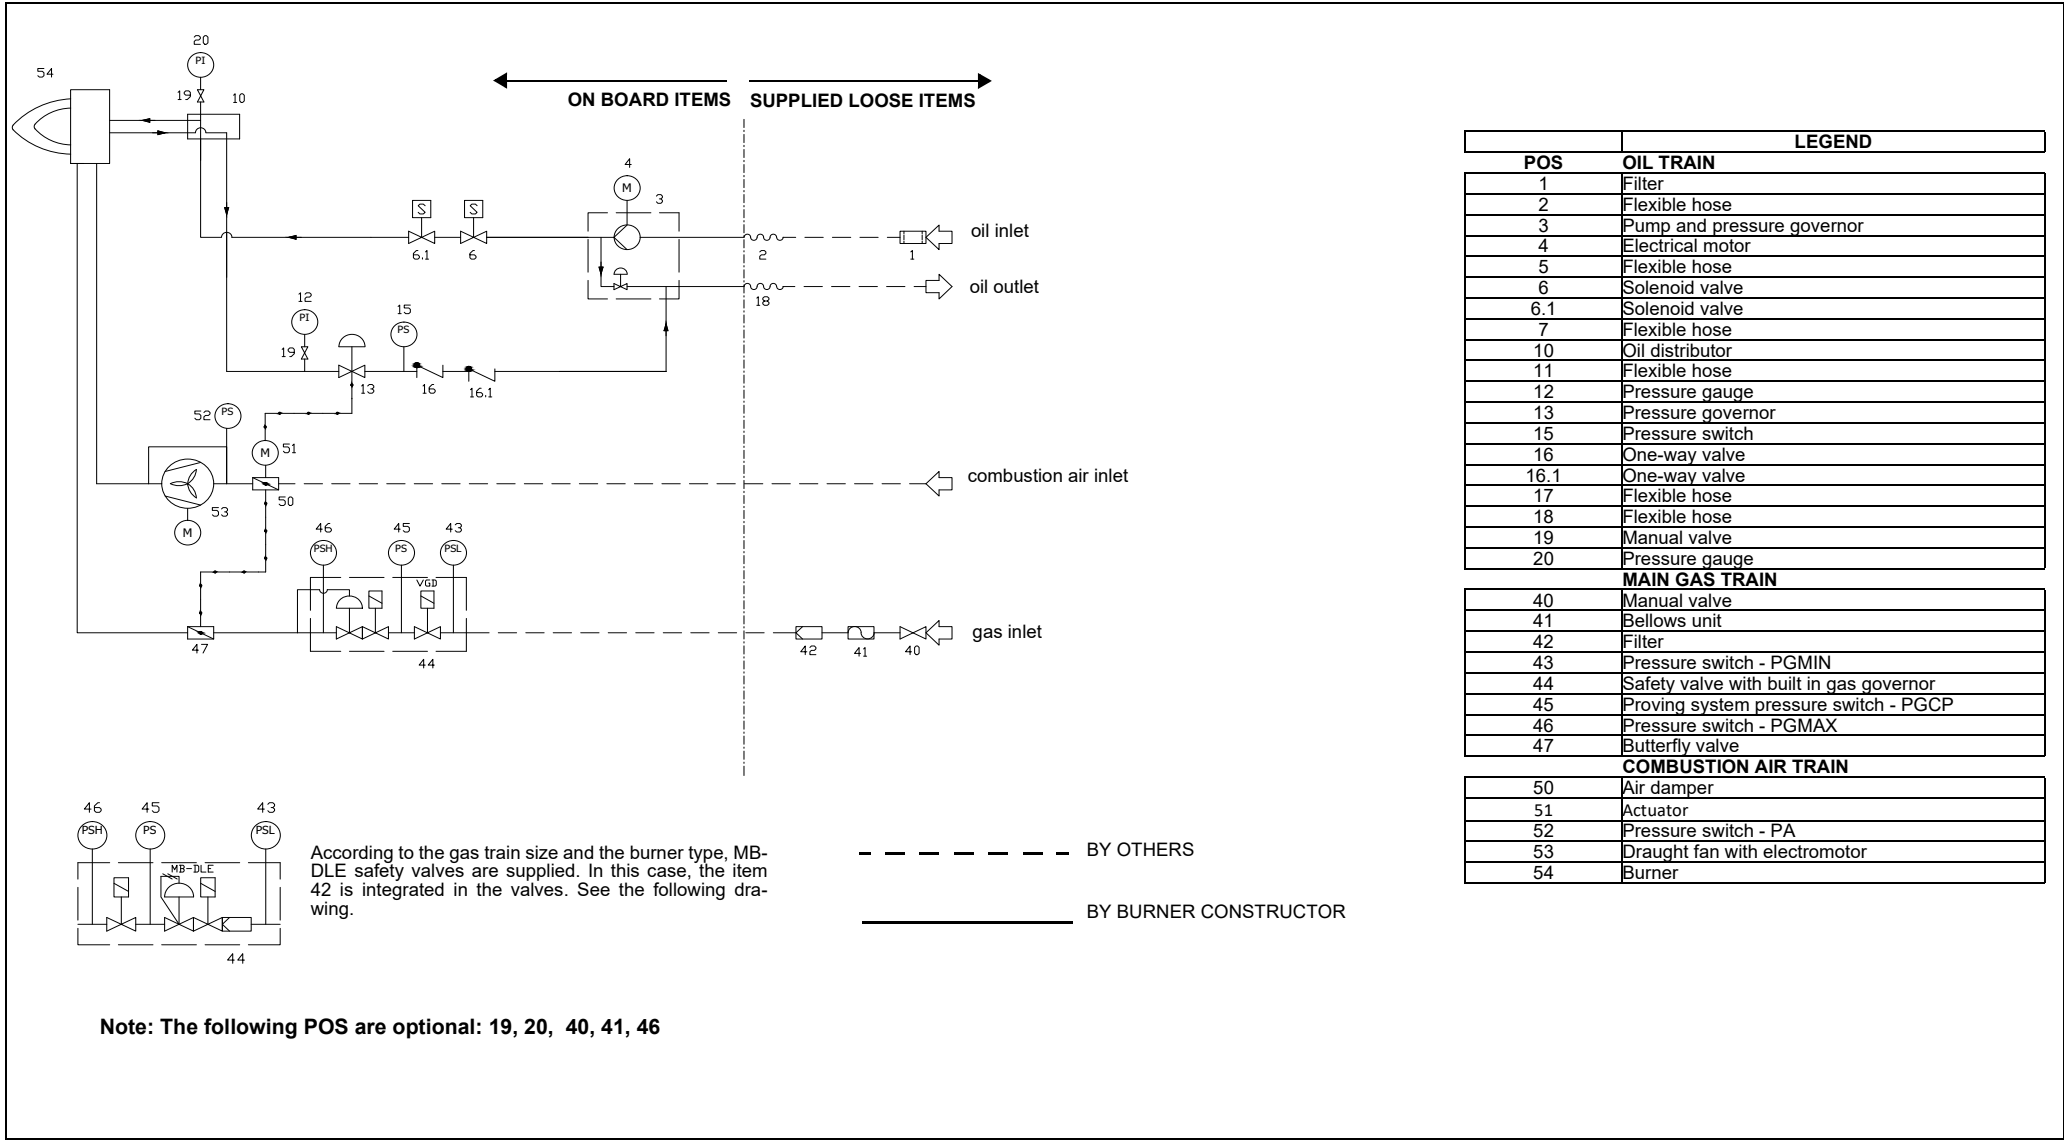 20
PI
54
19
10
ON BOARD ITEMS
SUPPLIED LOOSE ITEMS
4
M
3
S
S
6.1
6
2
1
oil inlet
18
oil outlet
12
PI
19
15
PS
13
16
16.1
52
PS
51
M
50
53
M
combustion air inlet
46
45
43
PSH
PS
PSL
VGD
47
44
42
41
40
gas inlet
46
45
43
PSH
PS
PSL
MB-DLE
44
According to the gas train size and the burner type, MB-
DLE safety valves are supplied. In this case, the item
42 is integrated in the valves. See the following dra-
wing.
BY OTHERS
BY BURNER CONSTRUCTOR
Note: The following POS are optional: 19, 20, 40, 41, 46
LEGEND
POS OIL TRAIN
1 Filter
2 Flexible hose
3 Pump and pressure governor
4 Electrical motor
5 Flexible hose
6 Solenoid valve
6.1 Solenoid valve
7 Flexible hose
10 Oil distributor
11 Flexible hose
12 Pressure gauge
13 Pressure governor
15 Pressure switch
16 One-way valve
16.1 One-way valve
17 Flexible hose
18 Flexible hose
19 Manual valve
20 Pressure gauge
MAIN GAS TRAIN
40 Manual valve
41 Bellows unit
42 Filter
43 Pressure switch - PGMIN
44 Safety valve with built in gas governor
45 Proving system pressure switch - PGCP
46 Pressure switch - PGMAX
47 Butterfly valve
COMBUSTION AIR TRAIN
50 Air damper
51 Actuator
52 Pressure switch - PA
53 Draught fan with electromotor
54 Burner